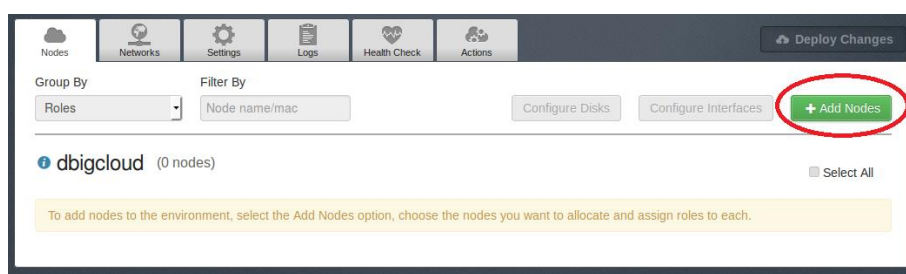 Nodes Networks Settings Logs Health Check Actions Deploy Changes
Group By Filter By
Roles Node name/mac Configure Disks Configure Interfaces + Add Nodes
dbigcloud (0 nodes)
Select All
To add nodes to the environment, select the Add Nodes option, choose the nodes you want to allocate and assign roles to each.